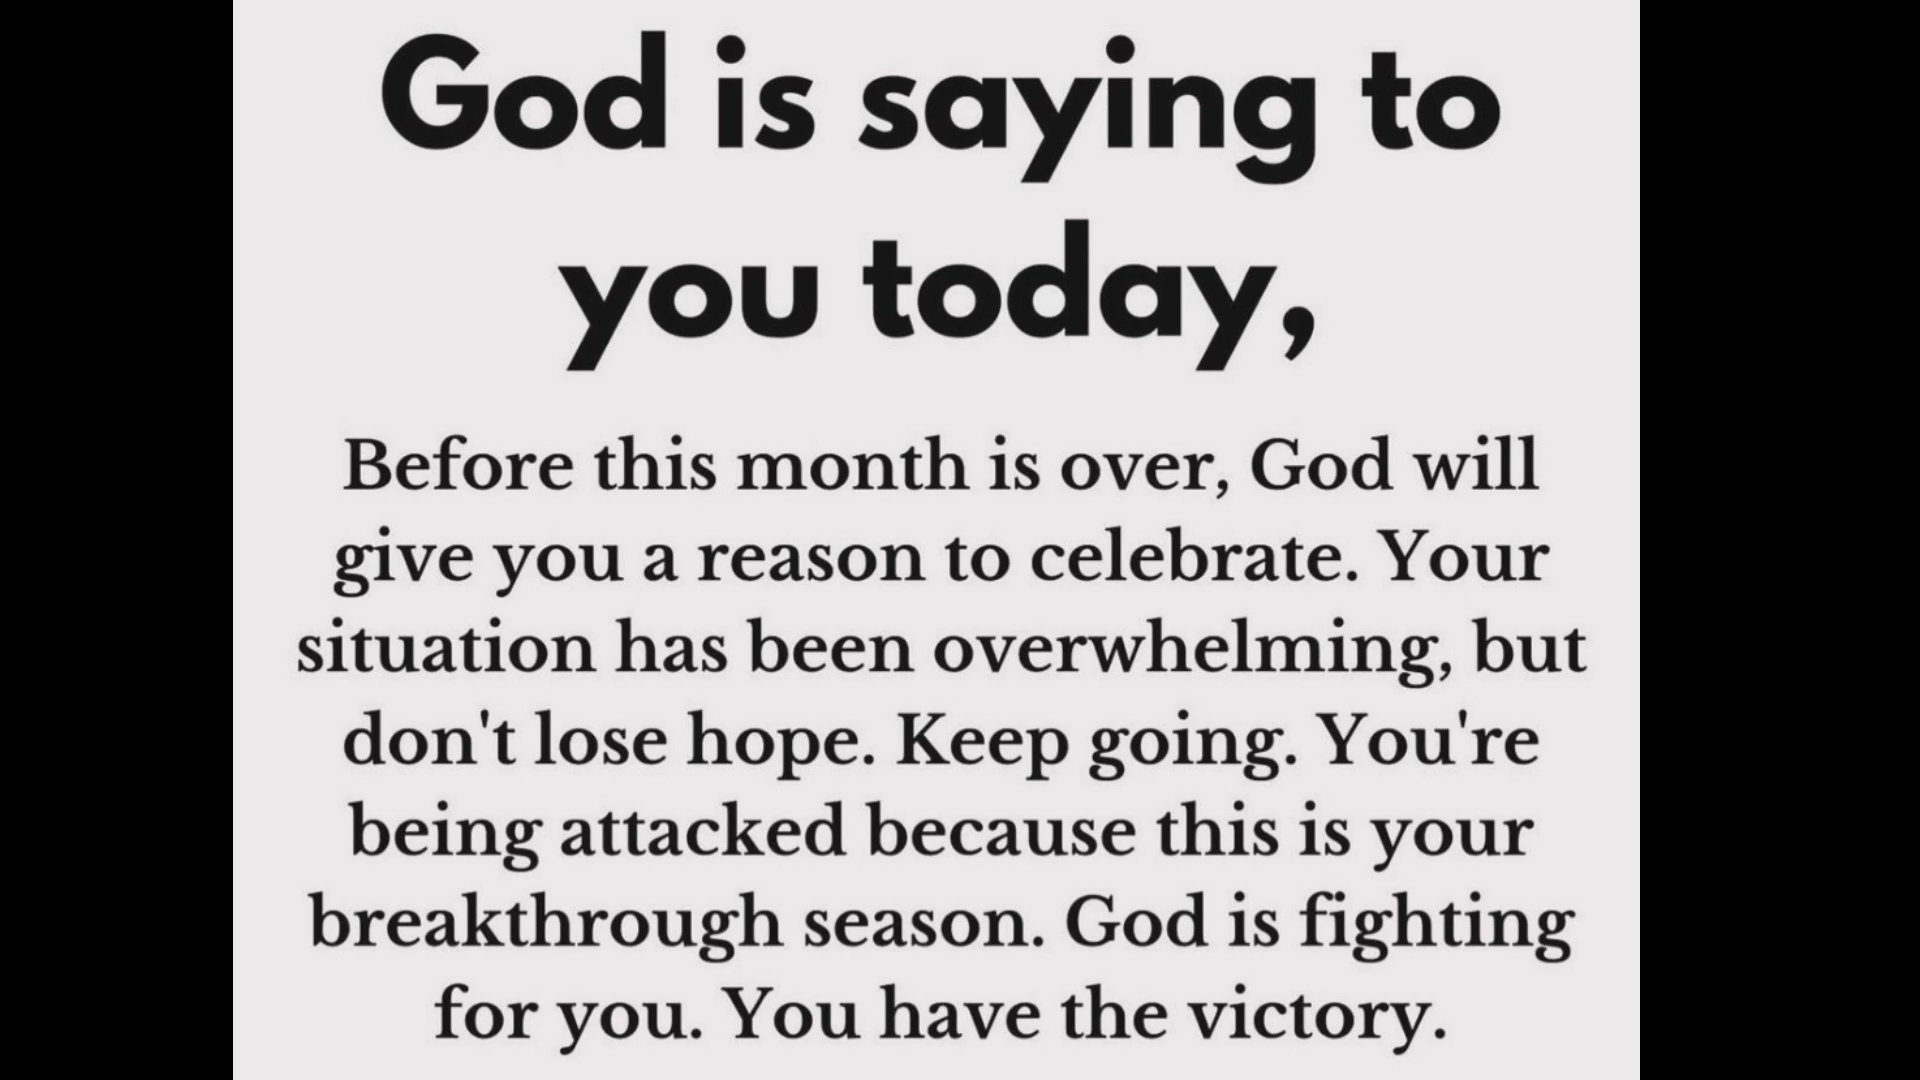 God is saying to
you today,
Before this month is over, God will
give you a reason to celebrate. Your
situation has been overwhelming, but
don't lose hope. Keep going. You're
being attacked because this is your
breakthrough season. God is fighting
for you. You have the victory.